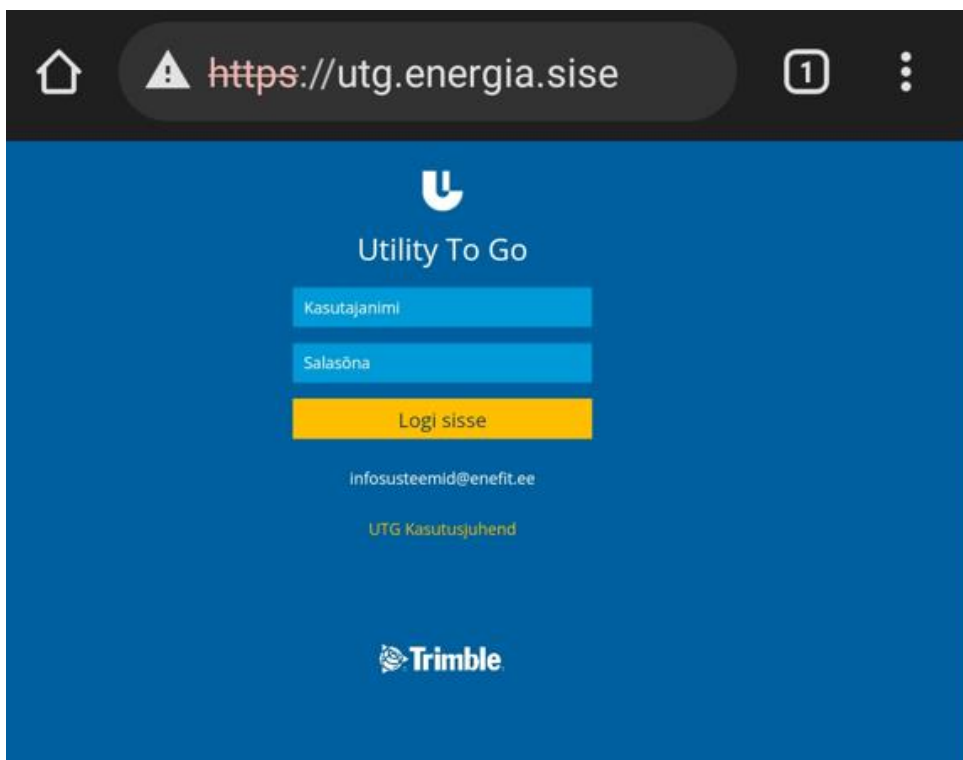 https://utg.energia.sise
1
Utility To Go
Kasutajanimi
Salasõna
Logi sisse
infosusteemid@enefit.ee
UTG Kasutusjuhend
Trimble